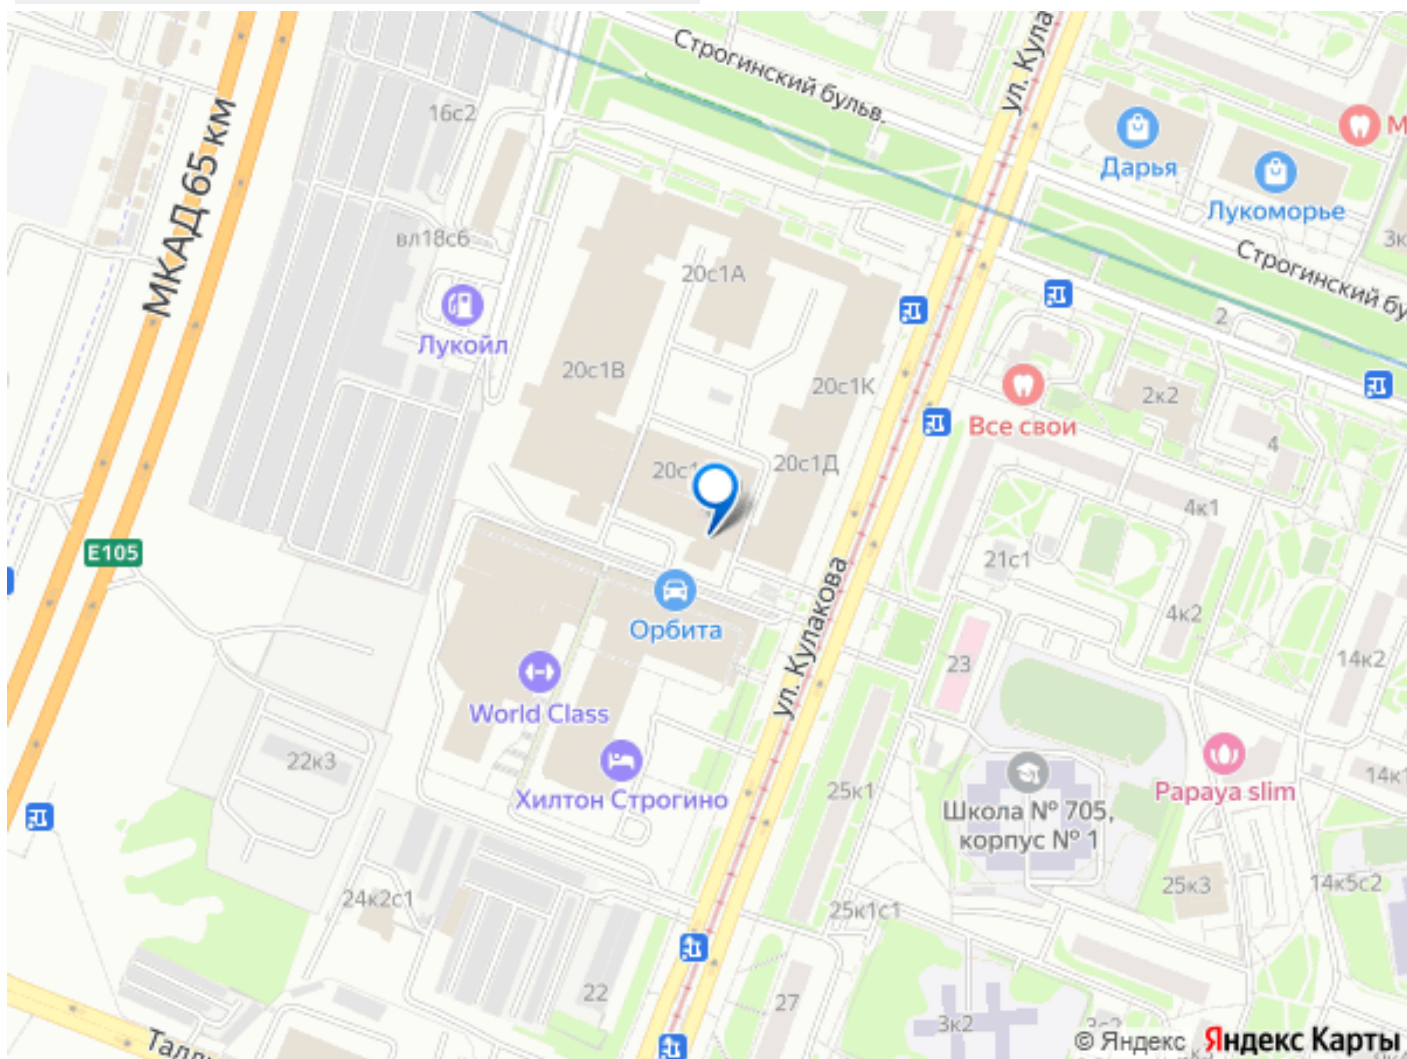 Строгинский бульв.
ул. Кула
МКАД 65 км
16с2
М
Дарья
Лукоморье
3к
вл18с6
20с1А
Строгинский бу
2
Лукойл
20с1В
20с1К
2к2
Все свои
4
20с1
20с1Д
4к1
E105
21с1
ул. Кулакова
4к2
Орбита
23
14к2
World Class
22к3
14к1
Хилтон Строгино
25к1
Papaya slim
Школа № 705,
корпус № 1
25к3
14к5с2
24к2с1
25к1с1
22
27
3к2
Талли
© Яндекс Яндекс Карты